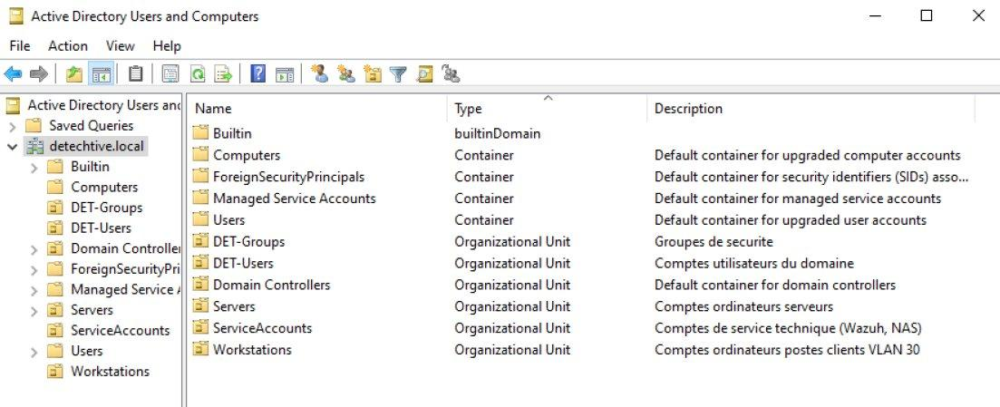 Active Directory Users and Computers
File Action View Help
Active Directory Users and
Saved Queries
detechtive.local
Builtin
Computers
DET-Groups
DET-Users
Domain Controller
ForeignSecurityPri
Managed Service A
Servers
ServiceAccounts
Users
Workstations
Name Type Description
Builtin builtinDomain
Computers Container Default container for upgraded computer accounts
ForeignSecurityPrincipals Container Default container for security identifiers (SIDs) asso...
Managed Service Accounts Container Default container for managed service accounts
Users Container Default container for upgraded user accounts
DET-Groups Organizational Unit Groupes de securite
DET-Users Organizational Unit Comptes utilisateurs du domaine
Domain Controllers Organizational Unit Default container for domain controllers
Servers Organizational Unit Comptes ordinateurs serveurs
ServiceAccounts Organizational Unit Comptes de service technique (Wazuh, NAS)
Workstations Organizational Unit Comptes ordinateurs postes clients VLAN 30